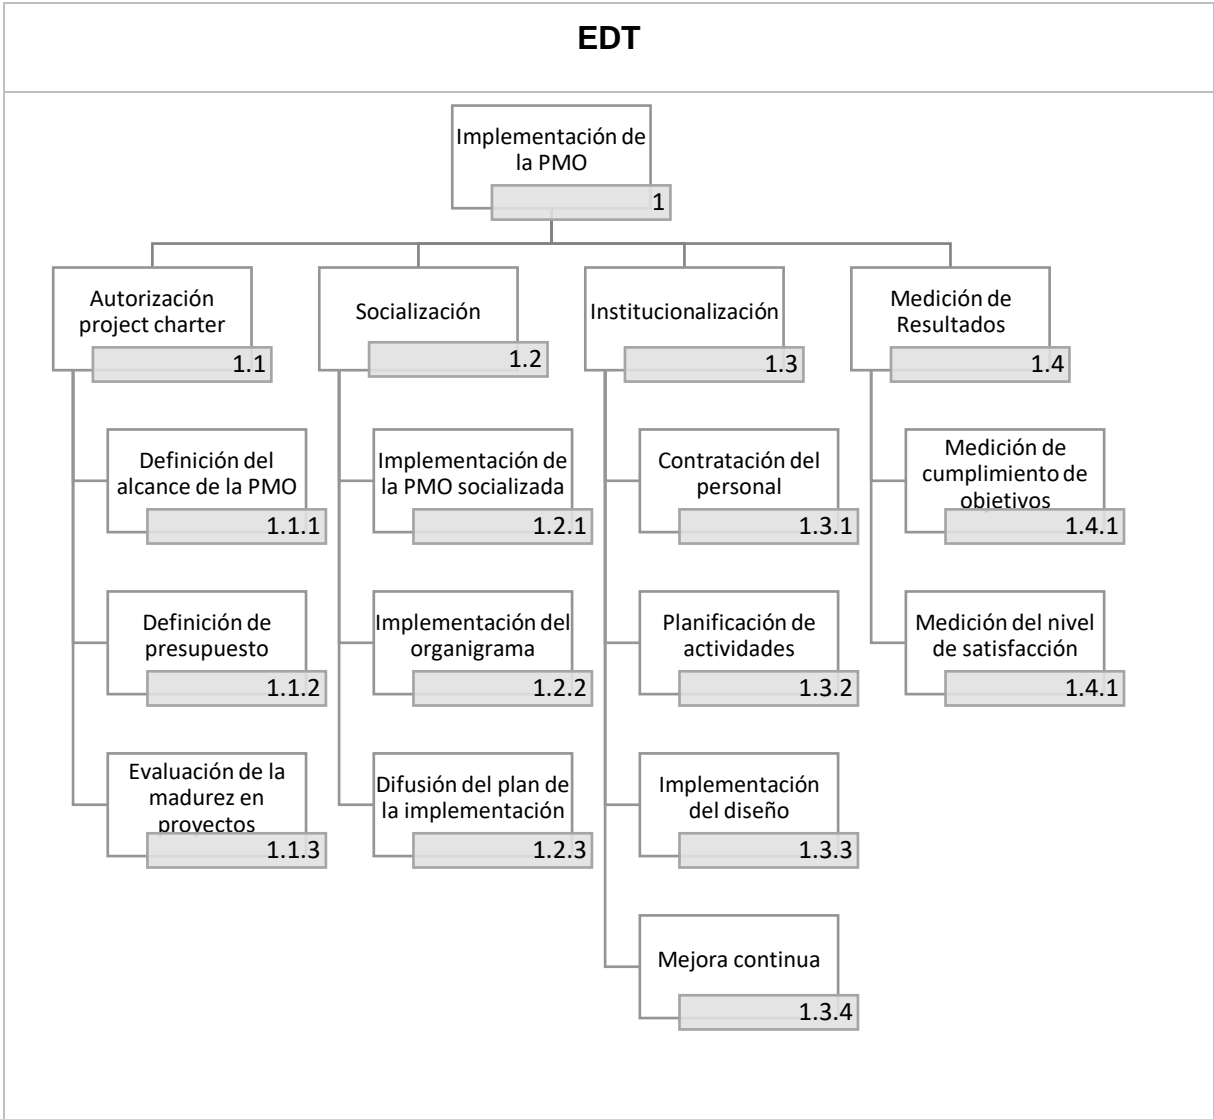 EDT
Implementación de
la PMO
1
Autorización
project charter
1.1
Socialización
1.2
Institucionalización
1.3
Medición de
Resultados
1.4
Definición del
alcance de la PMO
1.1.1
Implementación de
la PMO socializada
1.2.1
Contratación del
personal
1.3.1
Medición de
cumplimiento de
objetivos
1.4.1
Definición de
presupuesto
1.1.2
Implementación del
organigrama
1.2.2
Planificación de
actividades
1.3.2
Medición del nivel
de satisfacción
1.4.1
Evaluación de la
madurez en
proyectos
1.1.3
Difusión del plan de
la implementación
1.2.3
Implementación
del diseño
1.3.3
Mejora continua
1.3.4